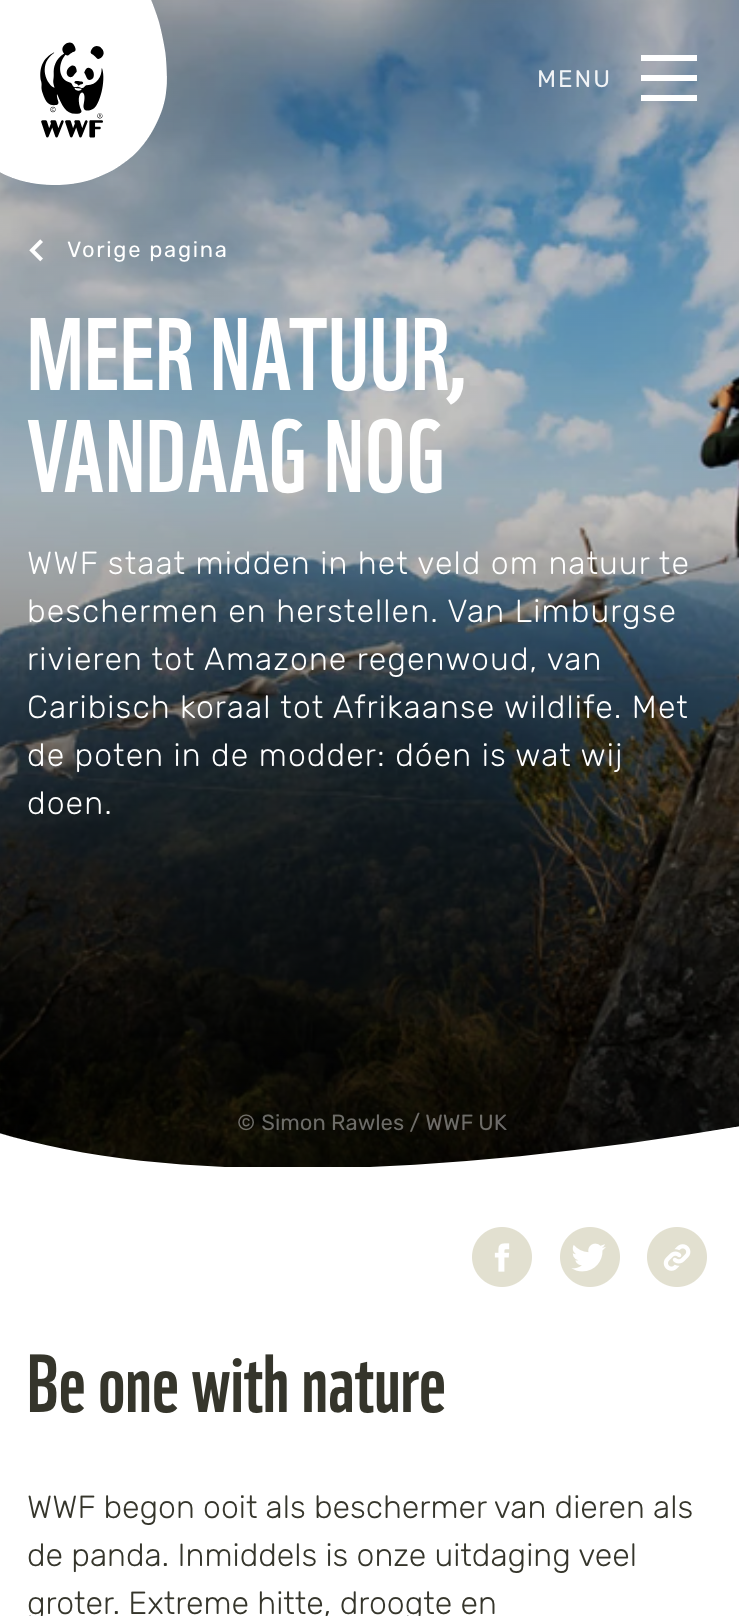 WWF
MENU
Vorige pagina
MEER NATUUR,
VANDAAG NOG
WWF staat midden in het veld om natuur te
beschermen en herstellen. Van Limburgse
rivieren tot Amazone regenwoud, van
Caribisch koraal tot Afrikaanse wildlife. Met
de poten in de modder: dóen is wat wij
doen.
© Simon Rawles / WWF UK
Be one with nature
WWF begon ooit als beschermer van dieren als
de panda. Inmiddels is onze uitdaging veel
groter. Extreme hitte, droogte en